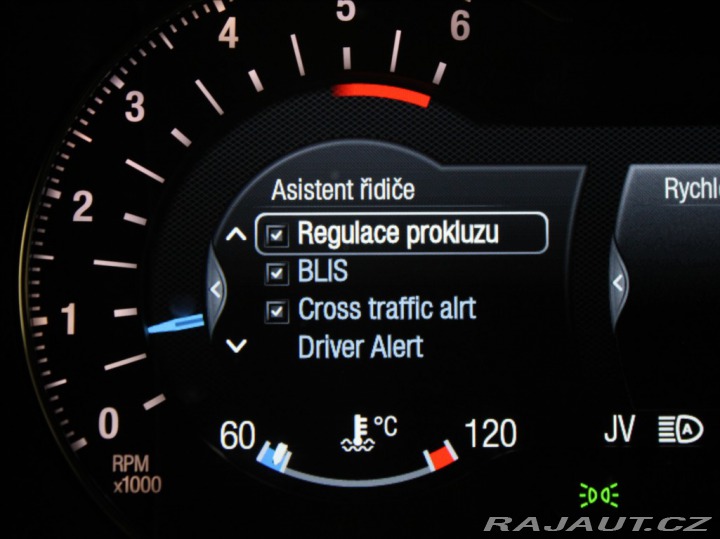 4
5
6
3
2
1
0
RPM
x1000
Asistent řidiče
Regulace prokluzu
BLIS
Cross traffic alrt
Driver Alert
60
°C
120
JV
A
RAJAUT.CZ